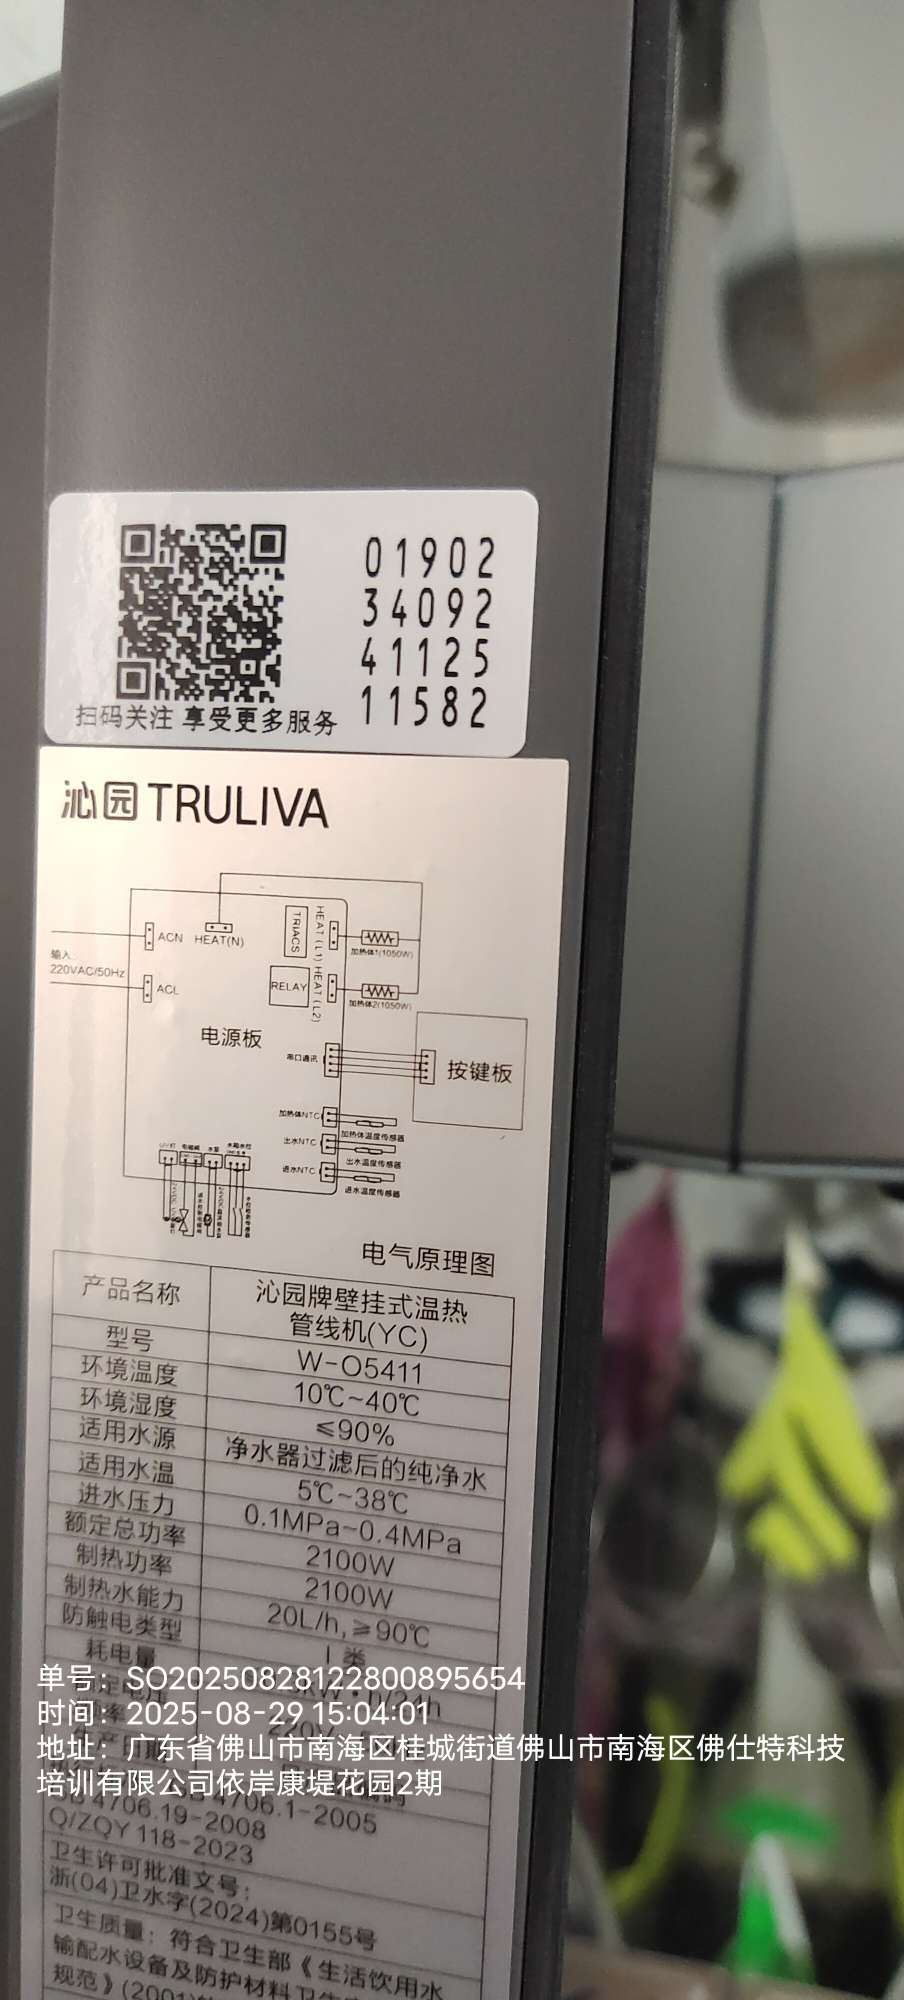 01902
34092
41125
11582
扫码关注 享受更多服务
沁园 TRULIVA
ACN
HEAT(N)
TRIACS
HEAT(L1)
加热体1(1050W)
输入:
220VAC/50Hz
ACL
RELAY
HEAT(L2)
加热体2(1050W)
电源板
串口通讯
按键板
加热体NTC
加热体温度传感器
出水NTC
出水温度传感器
进水NTC
进水温度传感器
UV灯
电磁阀
水泵
电气原理图
产品名称 沁园牌壁挂式温热
管线机(YC)
型号 W-05411
环境温度 10℃~40℃
环境湿度 ≤90%
适用水源 净水器过滤后的纯净水
适用水温 5℃~38℃
进水压力 0.1MPa~0.4MPa
额定总功率 2100W
制热功率 2100W
制热水能力 20L/h,≥90℃
防触电类型 I 类
耗电量
单号：SO20250828122800895654
时间：2025-08-29 15:04:01
地址：广东省佛山市南海区桂城街道佛山市南海区佛仕特科技
培训有限公司依岸康堤花园2期
4706.1-2005
4706.19-2008
Q/ZQY 118-2023
卫生许可批准文号：
浙(04)卫水字(2024)第0155号
卫生质量：符合卫生部《生活饮用水
输配水设备及防护材料卫生
规范》(2001)